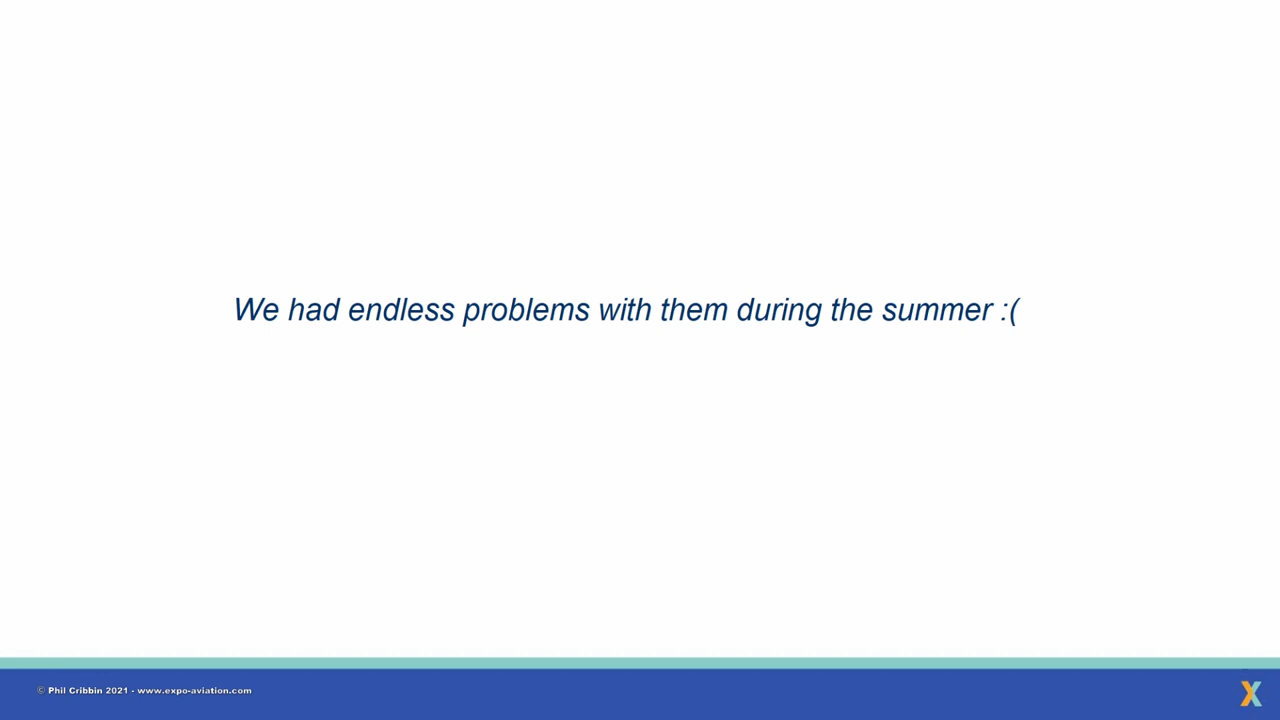 We had endless problems with them during the summer :(
© Phil Cribbin 2021 - www.expo-aviation.com
X